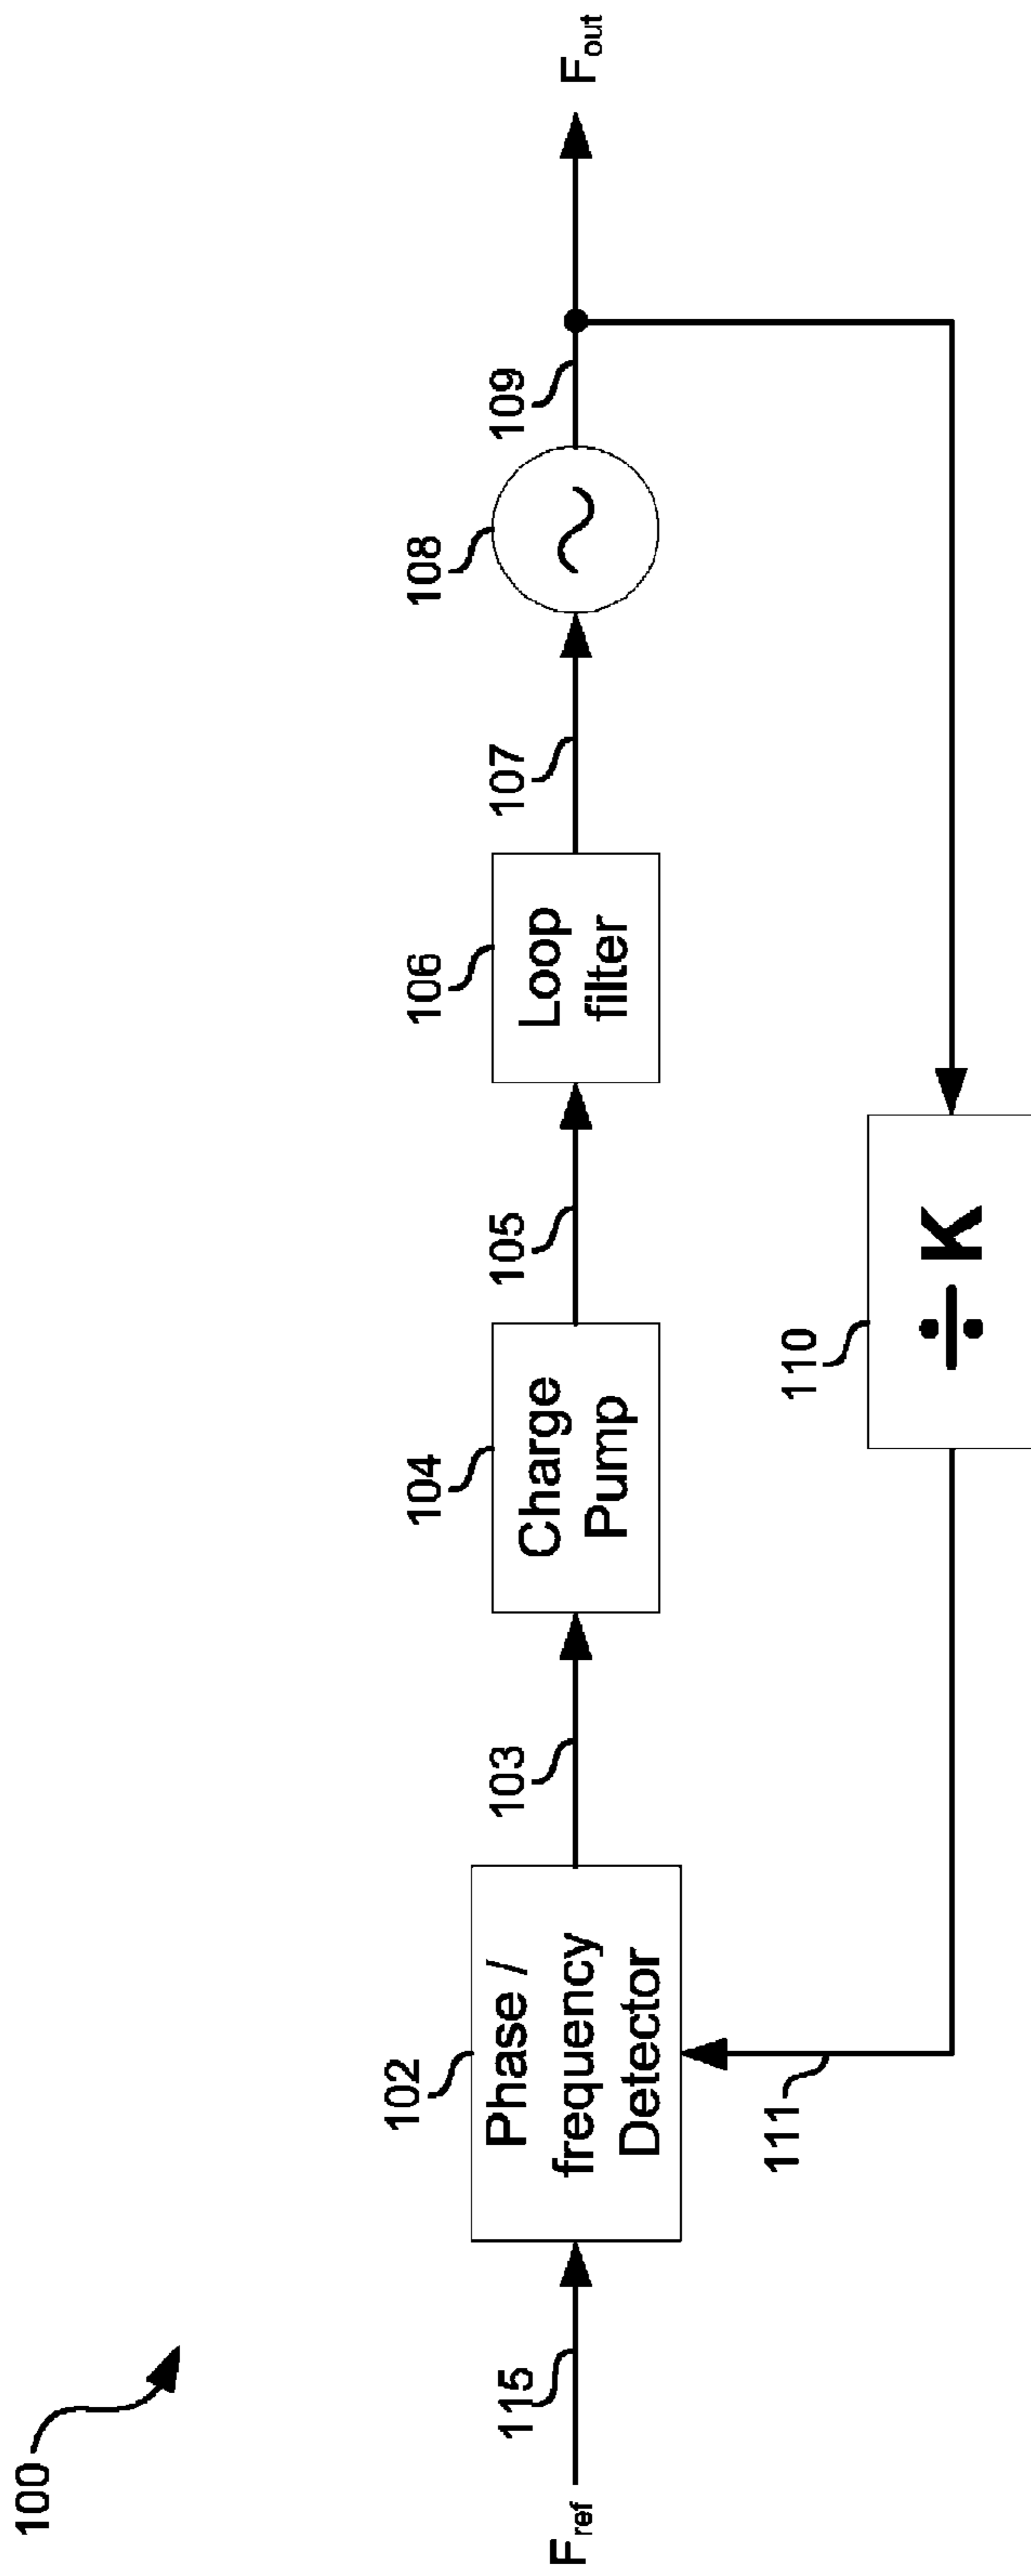 100
F_ref
115
102
Phase /
frequency
Detector
103
104
Charge
Pump
105
106
Loop
filter
107
108
~
109
F_out
110
÷ K
111